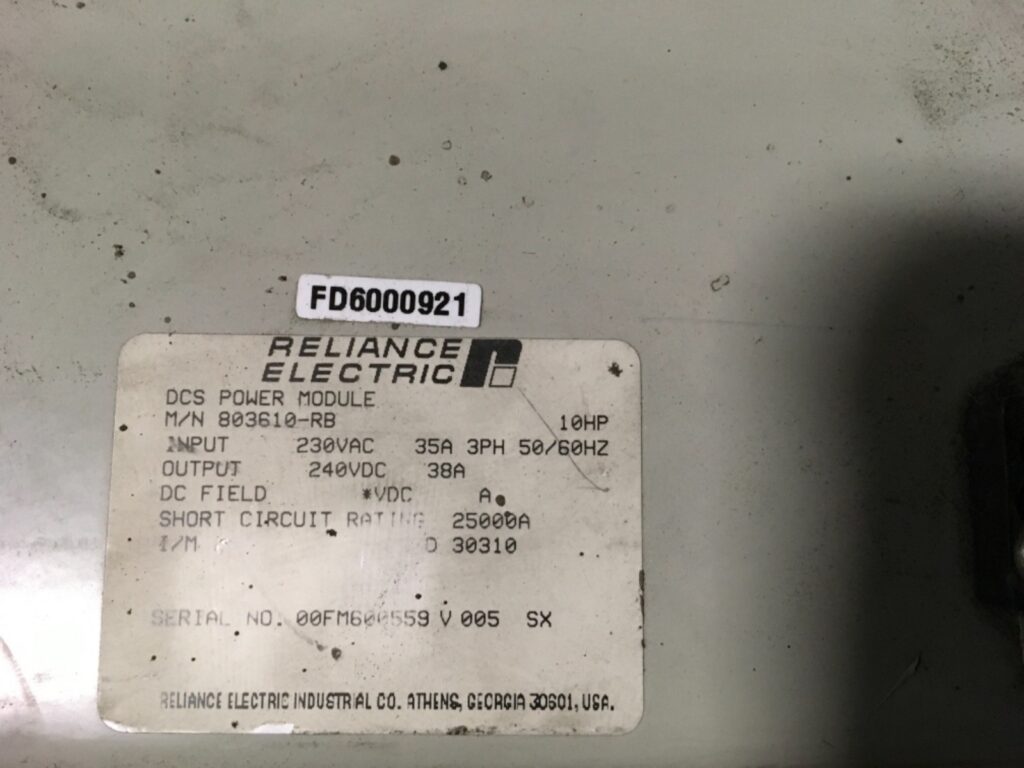 FD6000921
RELIANCE
ELECTRIC
DCS POWER MODULE
M/N 803610-RB 10HP
INPUT 230VAC 35A 3PH 50/60HZ
OUTPUT 240VDC 38A
DC FIELD *VDC A
SHORT CIRCUIT RATING 25000A
I/M D 30310
SERIAL NO. 00FM600559 V 005 SX
RELIANCE ELECTRIC INDUSTRIAL CO. ATHENS, GEORGIA 30601, USA.